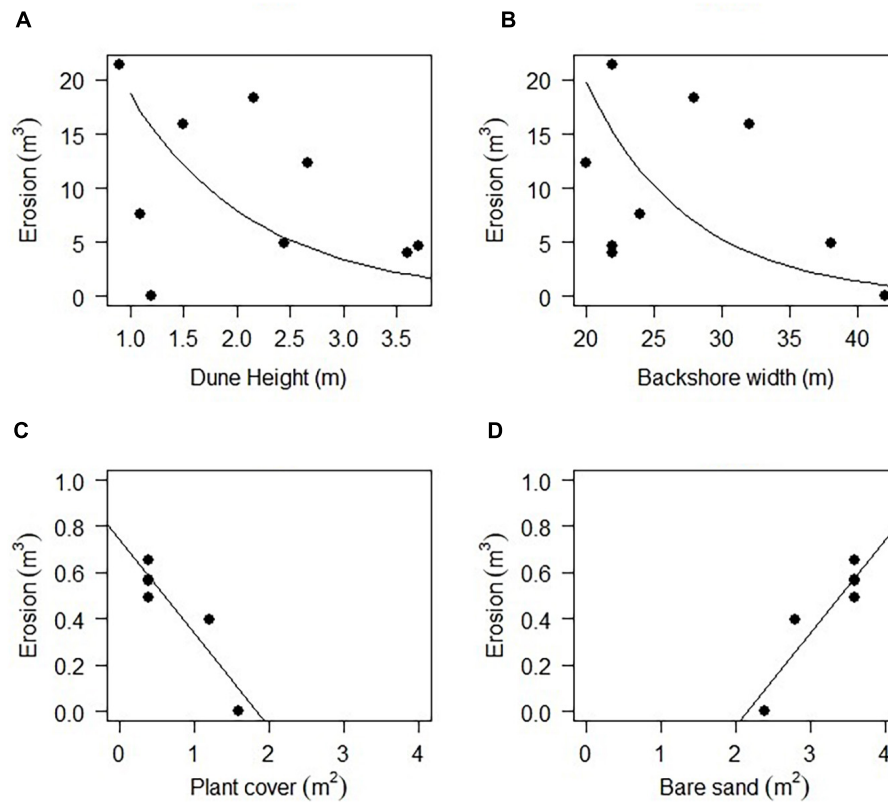 A
B
20
15
10
5
0
Erosion (m³)
1.0 1.5 2.0 2.5 3.0 3.5
Dune Height (m)
20
15
10
5
0
Erosion (m³)
20 25 30 35 40
Backshore width (m)
C
D
1.0
0.8
0.6
0.4
0.2
0.0
Erosion (m³)
0 1 2 3 4
Plant cover (m²)
1.0
0.8
0.6
0.4
0.2
0.0
Erosion (m³)
0 1 2 3 4
Bare sand (m²)